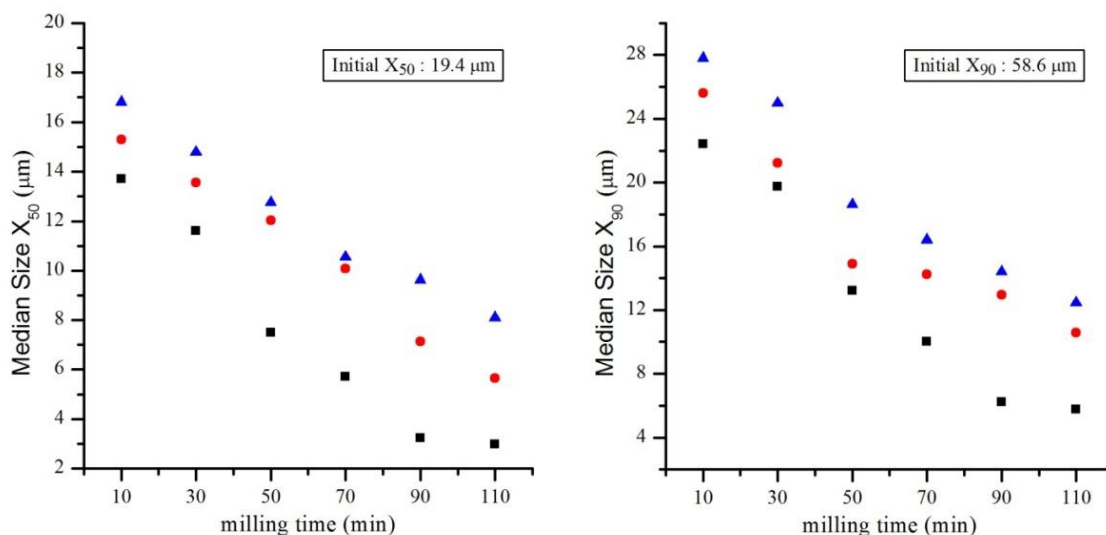 20
18
16
14
12
10
8
6
4
2
Median Size X50 (μm)
Initial X50 : 19.4 μm
10 30 50 70 90 110
milling time (min)
28
24
20
16
12
8
4
Median Size X90 (μm)
Initial X90 : 58.6 μm
10 30 50 70 90 110
milling time (min)